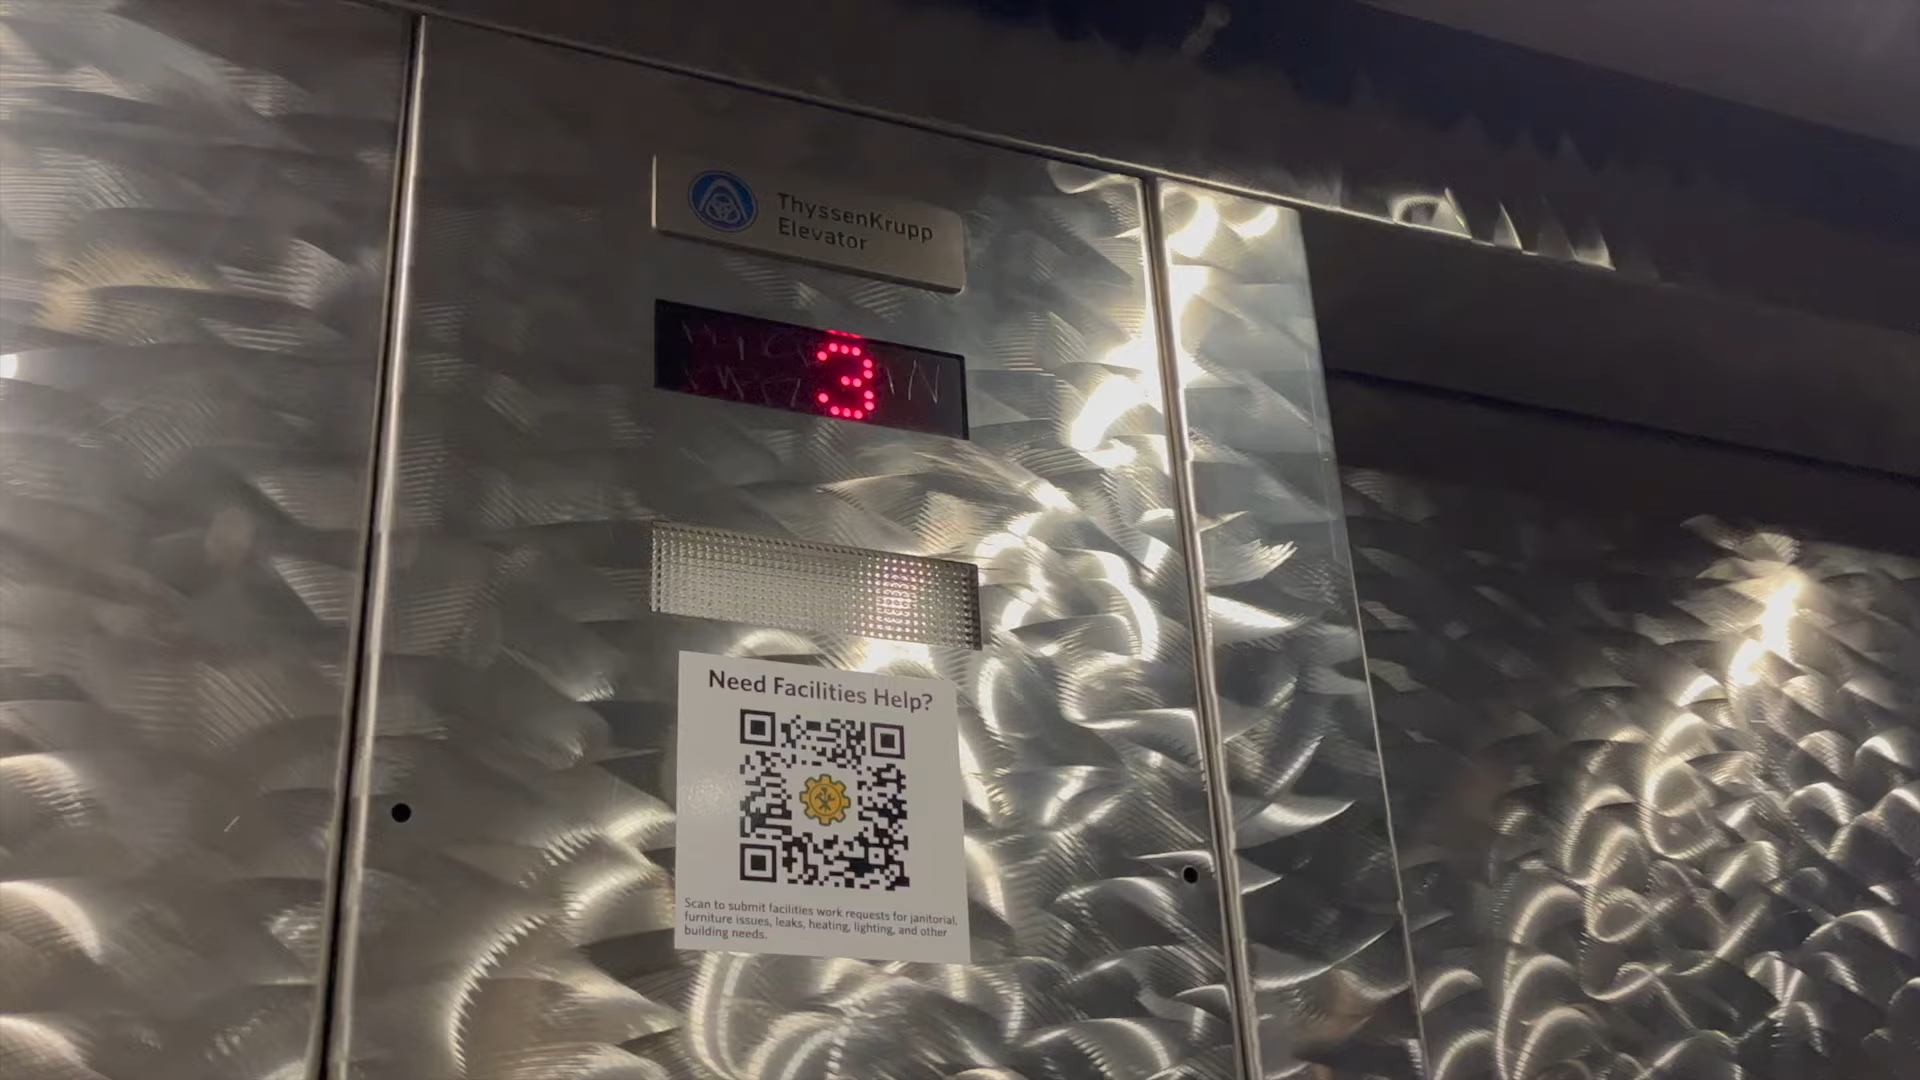 ThyssenKrupp
Elevator
3
Need Facilities Help?
Scan to submit facilities work requests for janitorial,
furniture issues, leaks, heating, lighting, and other
building needs.